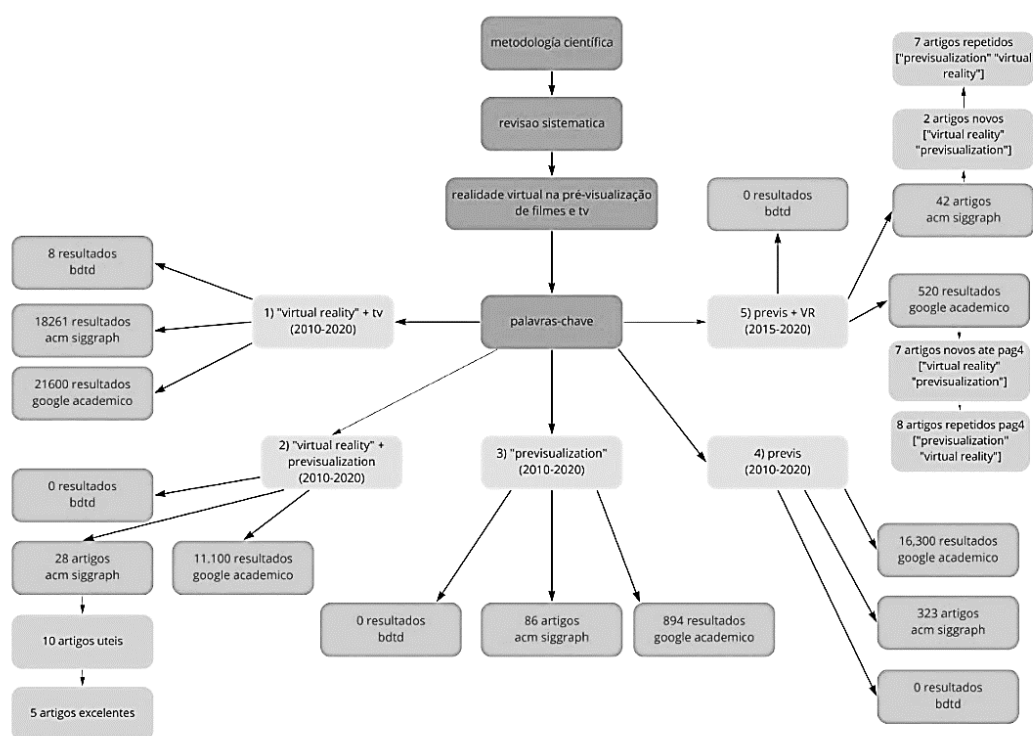 metodología científica
revisao sistematica
realidade virtual na pré-visualização
de filmes e tv
palavras-chave
1) "virtual reality" + tv
(2010-2020)
8 resultados
bdtd
18261 resultados
acm siggraph
21600 resultados
google academico
2) "virtual reality" +
previsualization
(2010-2020)
0 resultados
bdtd
28 artigos
acm siggraph
10 artigos uteis
5 artigos excelentes
11.100 resultados
google academico
3) "previsualization"
(2010-2020)
0 resultados
bdtd
86 artigos
acm siggraph
894 resultados
google academico
4) previs
(2010-2020)
16,300 resultados
google academico
323 artigos
acm siggraph
0 resultados
bdtd
5) previs + VR
(2015-2020)
0 resultados
bdtd
7 artigos repetidos
["previsualization" "virtual
reality"]
2 artigos novos
["virtual reality"
"previsualization"]
42 artigos
acm siggraph
520 resultados
google academico
7 artigos novos ate pag4
["virtual reality"
"previsualization"]
8 artigos repetidos pag4
["previsualization"
"virtual reality"]